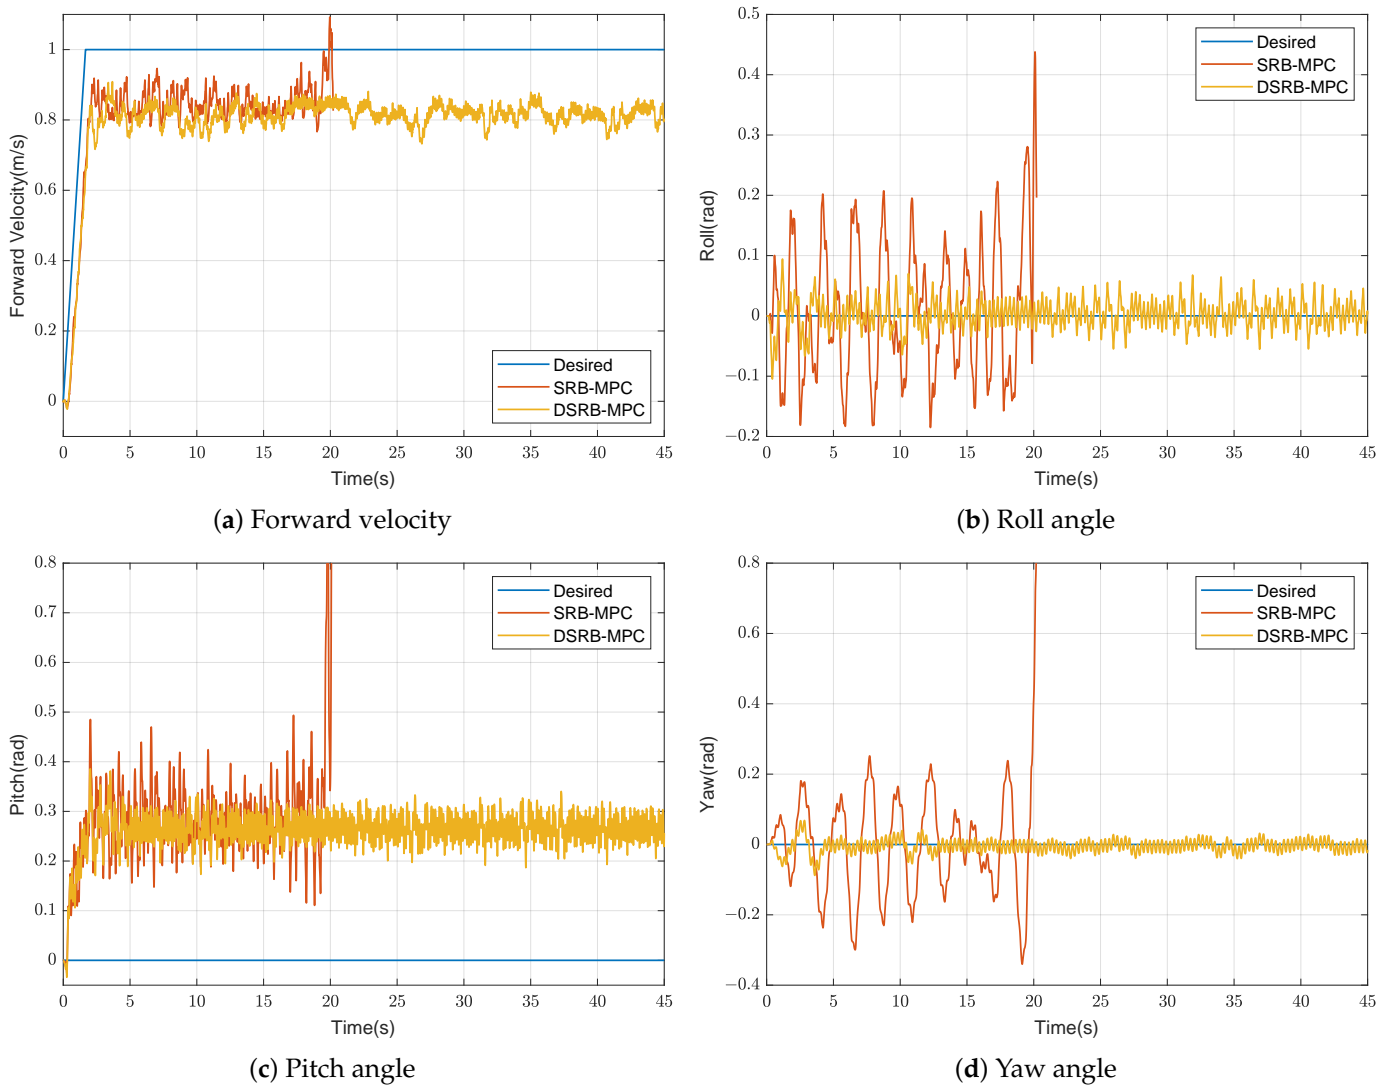 1
0.8
0.6
0.4
0.2
0
Forward Velocity(m/s)
Desired
SRB-MPC
DSRB-MPC
0 5 10 15 20 25 30 35 40 45
Time(s)
(a) Forward velocity
0.5
0.4
0.3
0.2
0.1
0
−0.1
−0.2
Roll(rad)
Desired
SRB-MPC
DSRB-MPC
0 5 10 15 20 25 30 35 40 45
Time(s)
(b) Roll angle
0.8
0.7
0.6
0.5
0.4
0.3
0.2
0.1
0
Pitch(rad)
Desired
SRB-MPC
DSRB-MPC
0 5 10 15 20 25 30 35 40 45
Time(s)
(c) Pitch angle
0.8
0.6
0.4
0.2
0
−0.2
−0.4
Yaw(rad)
Desired
SRB-MPC
DSRB-MPC
0 5 10 15 20 25 30 35 40 45
Time(s)
(d) Yaw angle